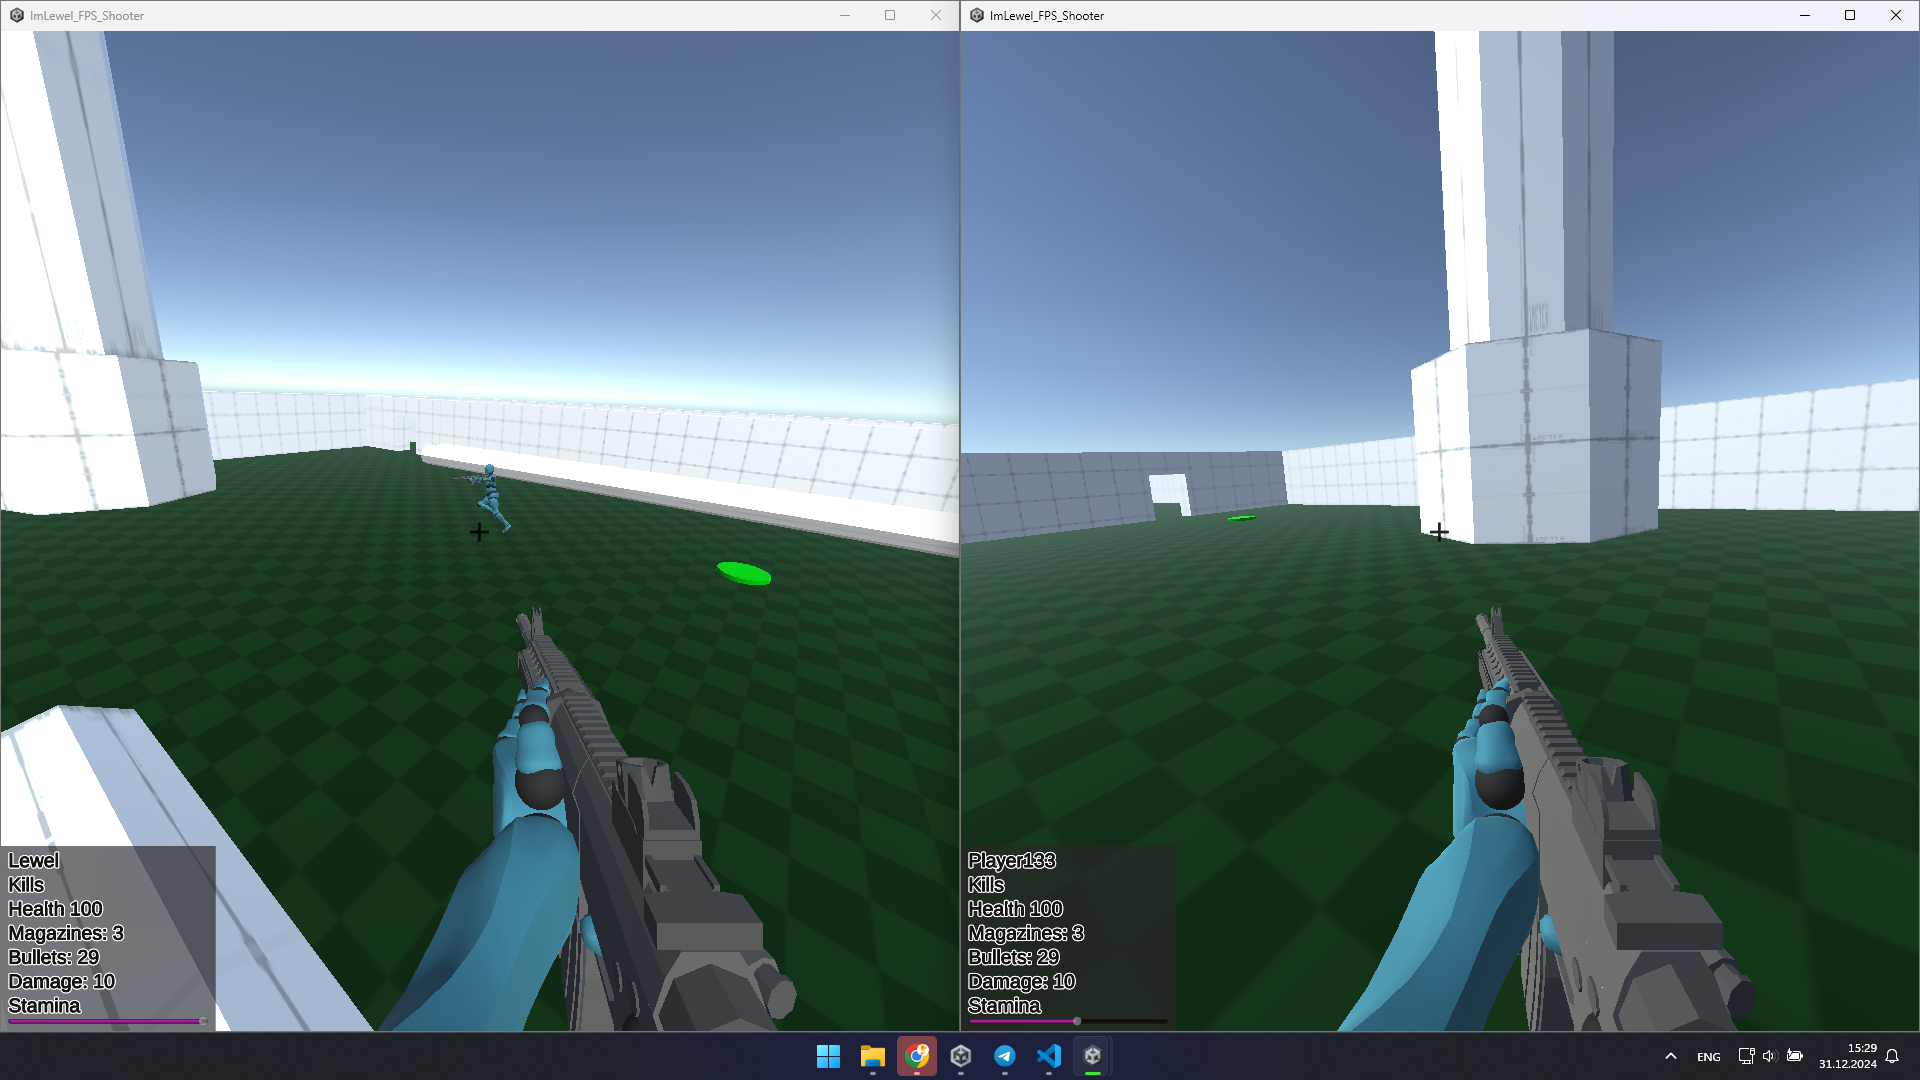 ImLewel_FPS_Shooter
ImLewel_FPS_Shooter
Lewel
Kills
Health 100
Magazines: 3
Bullets: 29
Damage: 10
Stamina
Player133
Kills
Health 100
Magazines: 3
Bullets: 29
Damage: 10
Stamina
ENG
15:29
31.12.2024